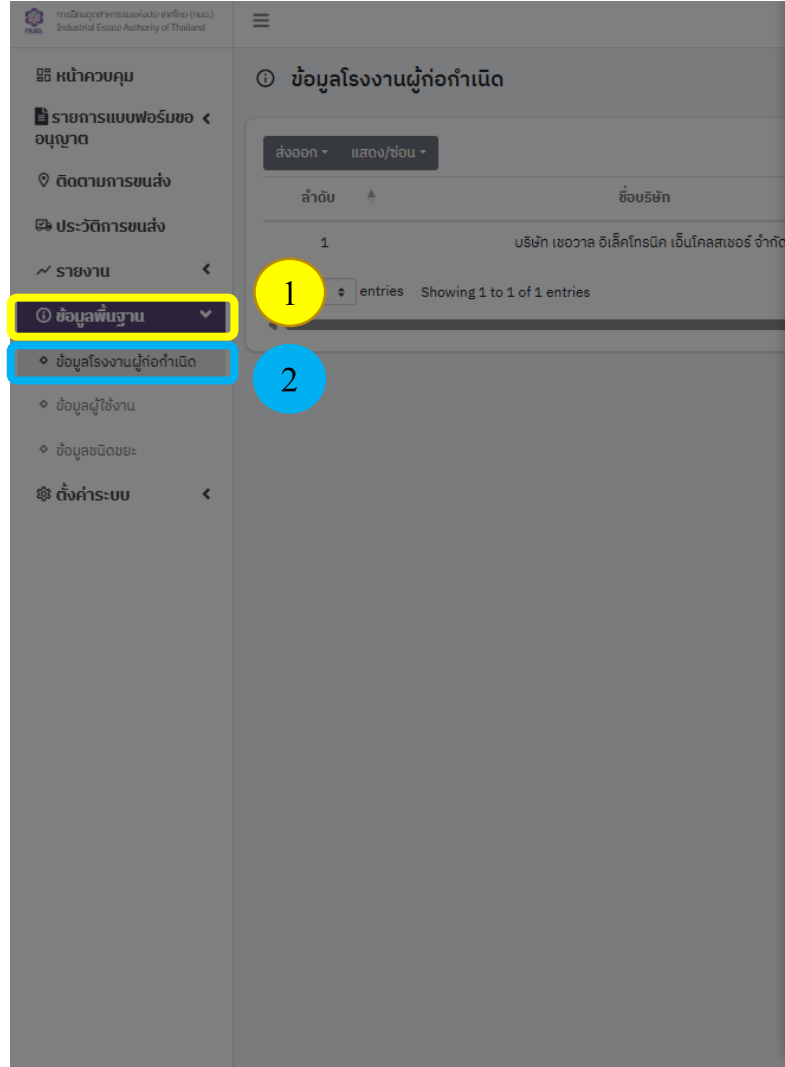 การนิคมอุตสาหกรรมแห่งประเทศไทย (กนอ.)
Industrial Estate Authority of Thailand
กนอ.
หน้าควบคุม
รายการแบบฟอร์มขอ
อนุญาต
ติดตามการขนส่ง
ประวัติการขนส่ง
รายงาน
ข้อมูลพื้นฐาน
ข้อมูลโรงงานผู้ก่อกำเนิด
ข้อมูลผู้ใช้งาน
ข้อมูลชนิดขยะ
ตั้งค่าระบบ
ข้อมูลโรงงานผู้ก่อกำเนิด
ส่งออก แสดง/ซ่อน
ลำดับ ชื่อบริษัท
1 บริษัท เชอวาล อิเล็คโทรนิค เอ็นโคลสเชอร์ จำกัด
entries Showing 1 to 1 of 1 entries
1
2